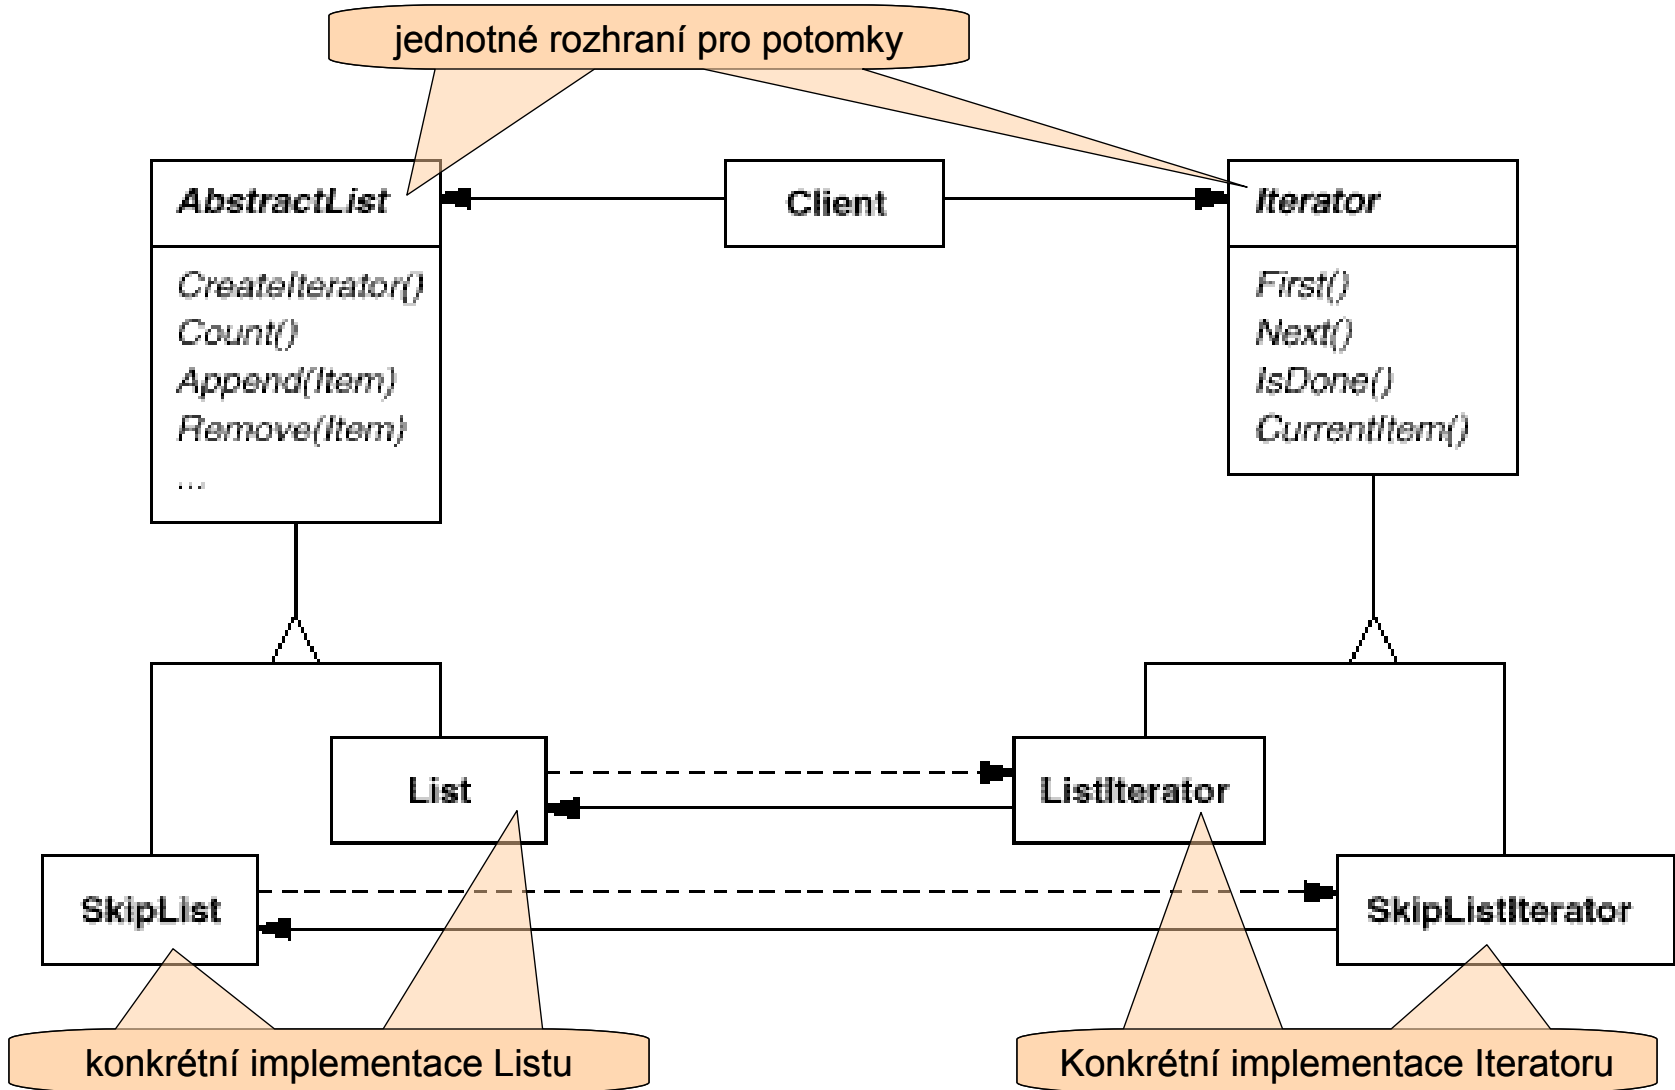 jednotné rozhraní pro potomky
AbstractList
CreateIterator()
Count()
Append(Item)
Remove(Item)
...
Client
Iterator
First()
Next()
IsDone()
CurrentItem()
List
ListIterator
SkipList
SkipListIterator
konkrétní implementace Listu
Konkrétní implementace Iteratoru